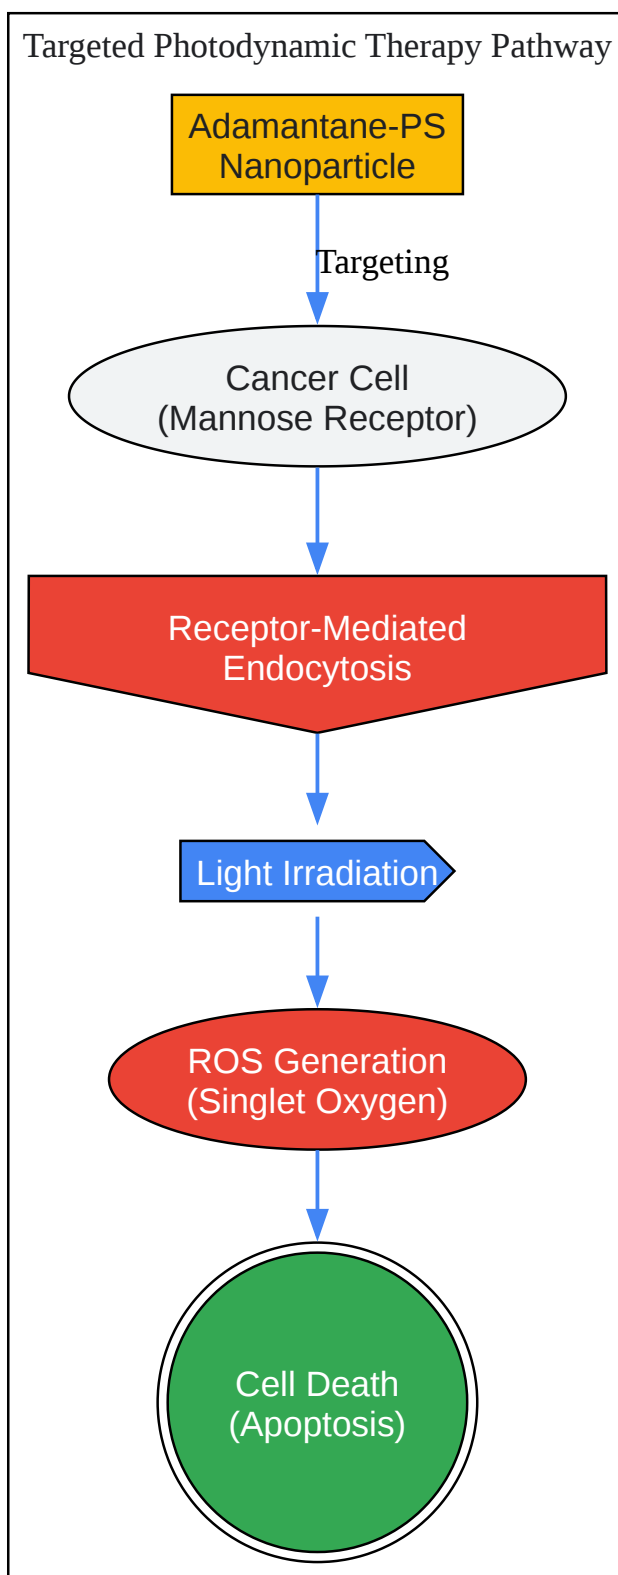 Targeted Photodynamic Therapy Pathway
Adamantane-PS
Nanoparticle
Targeting
Cancer Cell
(Mannose Receptor)
Receptor-Mediated
Endocytosis
Light Irradiation
ROS Generation
(Singlet Oxygen)
Cell Death
(Apoptosis)